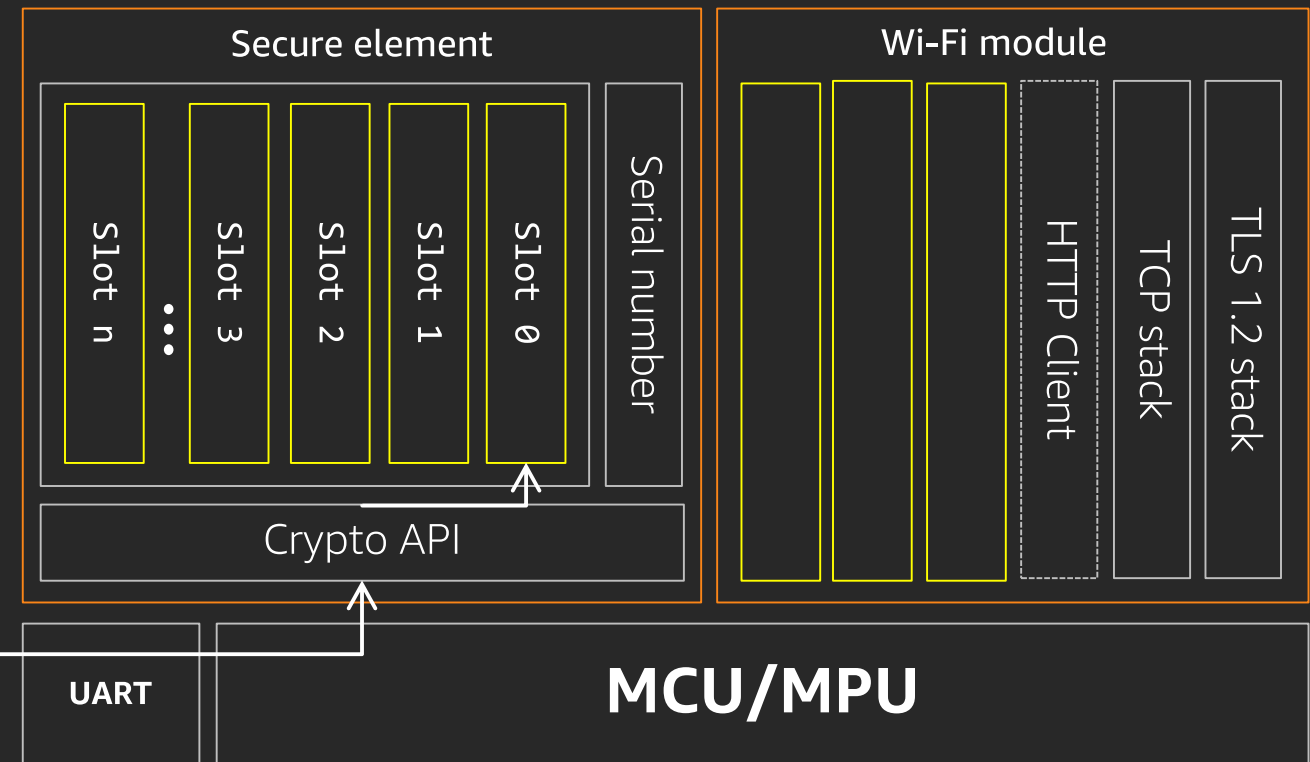 Secure element
Wi-Fi module
Slot n
Slot 3
Slot 2
Slot 1
Slot 0
Serial number
HTTP Client
TCP stack
TLS 1.2 stack
Crypto API
UART
MCU/MPU